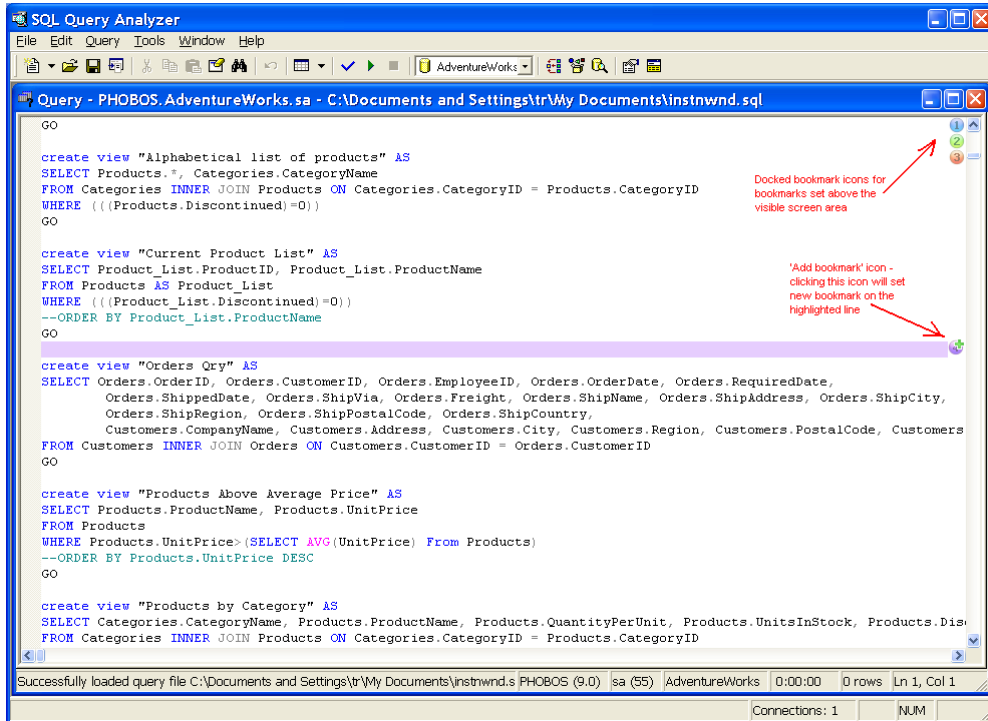 SQL Query Analyzer
File Edit Query Tools Window Help
AdventureWorks
Query - PHOBOS.AdventureWorks.sa - C:\Documents and Settings\tr\My Documents\instnwnd.sql
GO
1
2
3
create view "Alphabetical list of products" AS
SELECT Products.*, Categories.CategoryName
FROM Categories INNER JOIN Products ON Categories.CategoryID = Products.CategoryID
WHERE (((Products.Discontinued)=0))
GO
Docked bookmark icons for
bookmarks set above the
visible screen area
create view "Current Product List" AS
SELECT Product_List.ProductID, Product_List.ProductName
FROM Products AS Product_List
WHERE (((Product_List.Discontinued)=0))
--ORDER BY Product_List.ProductName
GO
'Add bookmark' icon -
clicking this icon will set
new bookmark on the
highlighted line
create view "Orders Qry" AS
SELECT Orders.OrderID, Orders.CustomerID, Orders.EmployeeID, Orders.OrderDate, Orders.RequiredDate,
Orders.ShippedDate, Orders.ShipVia, Orders.Freight, Orders.ShipName, Orders.ShipAddress, Orders.ShipCity,
Orders.ShipRegion, Orders.ShipPostalCode, Orders.ShipCountry,
Customers.CompanyName, Customers.Address, Customers.City, Customers.Region, Customers.PostalCode, Customers
FROM Customers INNER JOIN Orders ON Customers.CustomerID = Orders.CustomerID
GO
create view "Products Above Average Price" AS
SELECT Products.ProductName, Products.UnitPrice
FROM Products
WHERE Products.UnitPrice>(SELECT AVG(UnitPrice) From Products)
--ORDER BY Products.UnitPrice DESC
GO
create view "Products by Category" AS
SELECT Categories.CategoryName, Products.ProductName, Products.QuantityPerUnit, Products.UnitsInStock, Products.Dis
FROM Categories INNER JOIN Products ON Categories.CategoryID = Products.CategoryID
Successfully loaded query file C:\Documents and Settings\tr\My Documents\instnwnd.s PHOBOS (9.0) sa (55) AdventureWorks 0:00:00 0 rows Ln 1, Col 1
Connections: 1 NUM